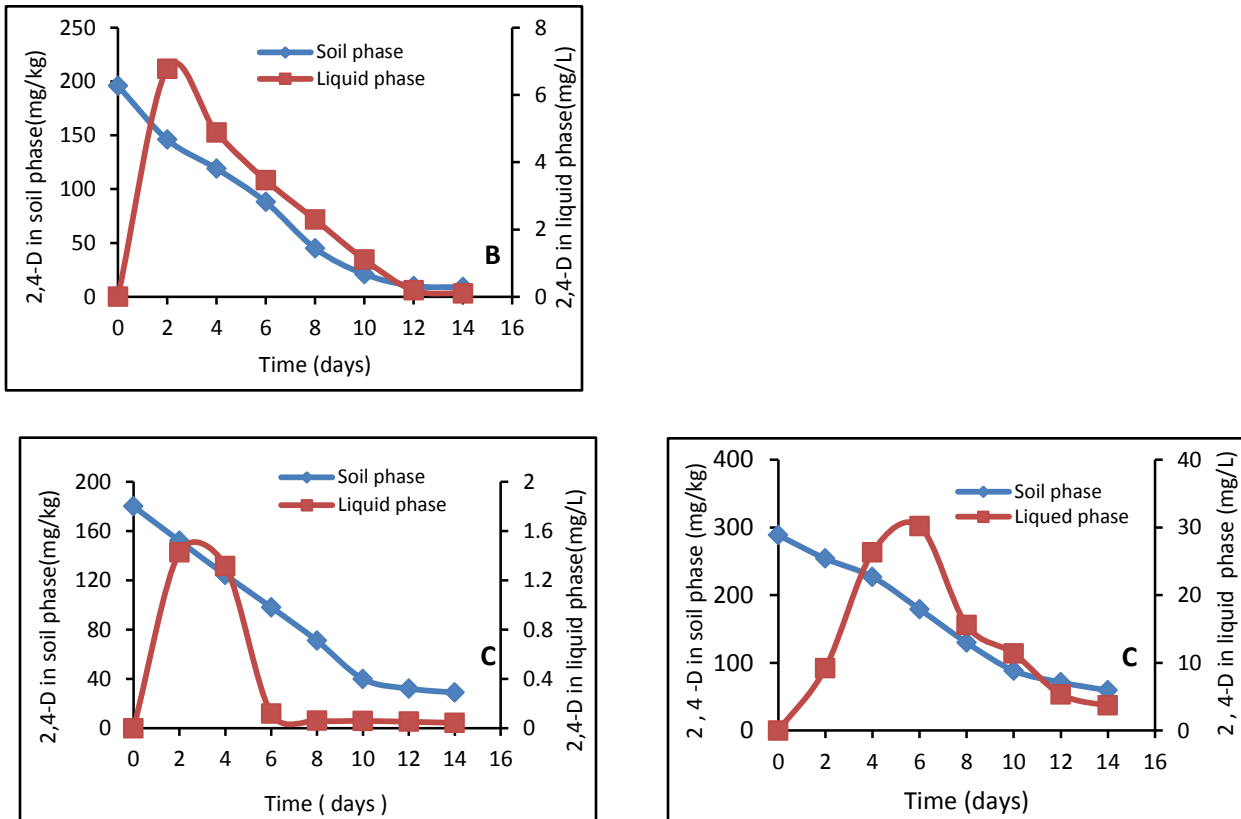 250
200
150
100
50
0
8
6
4
2
0
0 2 4 6 8 10 12 14 16
2,4-D in soil phase(mg/kg)
2,4-D in liquid phase(mg/L)
Time (days)
Soil phase
Liquid phase
B
200
160
120
80
40
0
2
1.6
1.2
0.8
0.4
0
0 2 4 6 8 10 12 14 16
2,4-D in soil phase(mg/kg)
2,4-D in liquid phase(mg/L)
Time ( days )
Soil phase
Liquid phase
C
400
300
200
100
0
40
30
20
10
0
0 2 4 6 8 10 12 14 16
2 , 4 -D in soil phase (mg/kg)
2 , 4 -D in liquid phase (mg/L)
Time (days)
Soil phase
Liqued phase
C